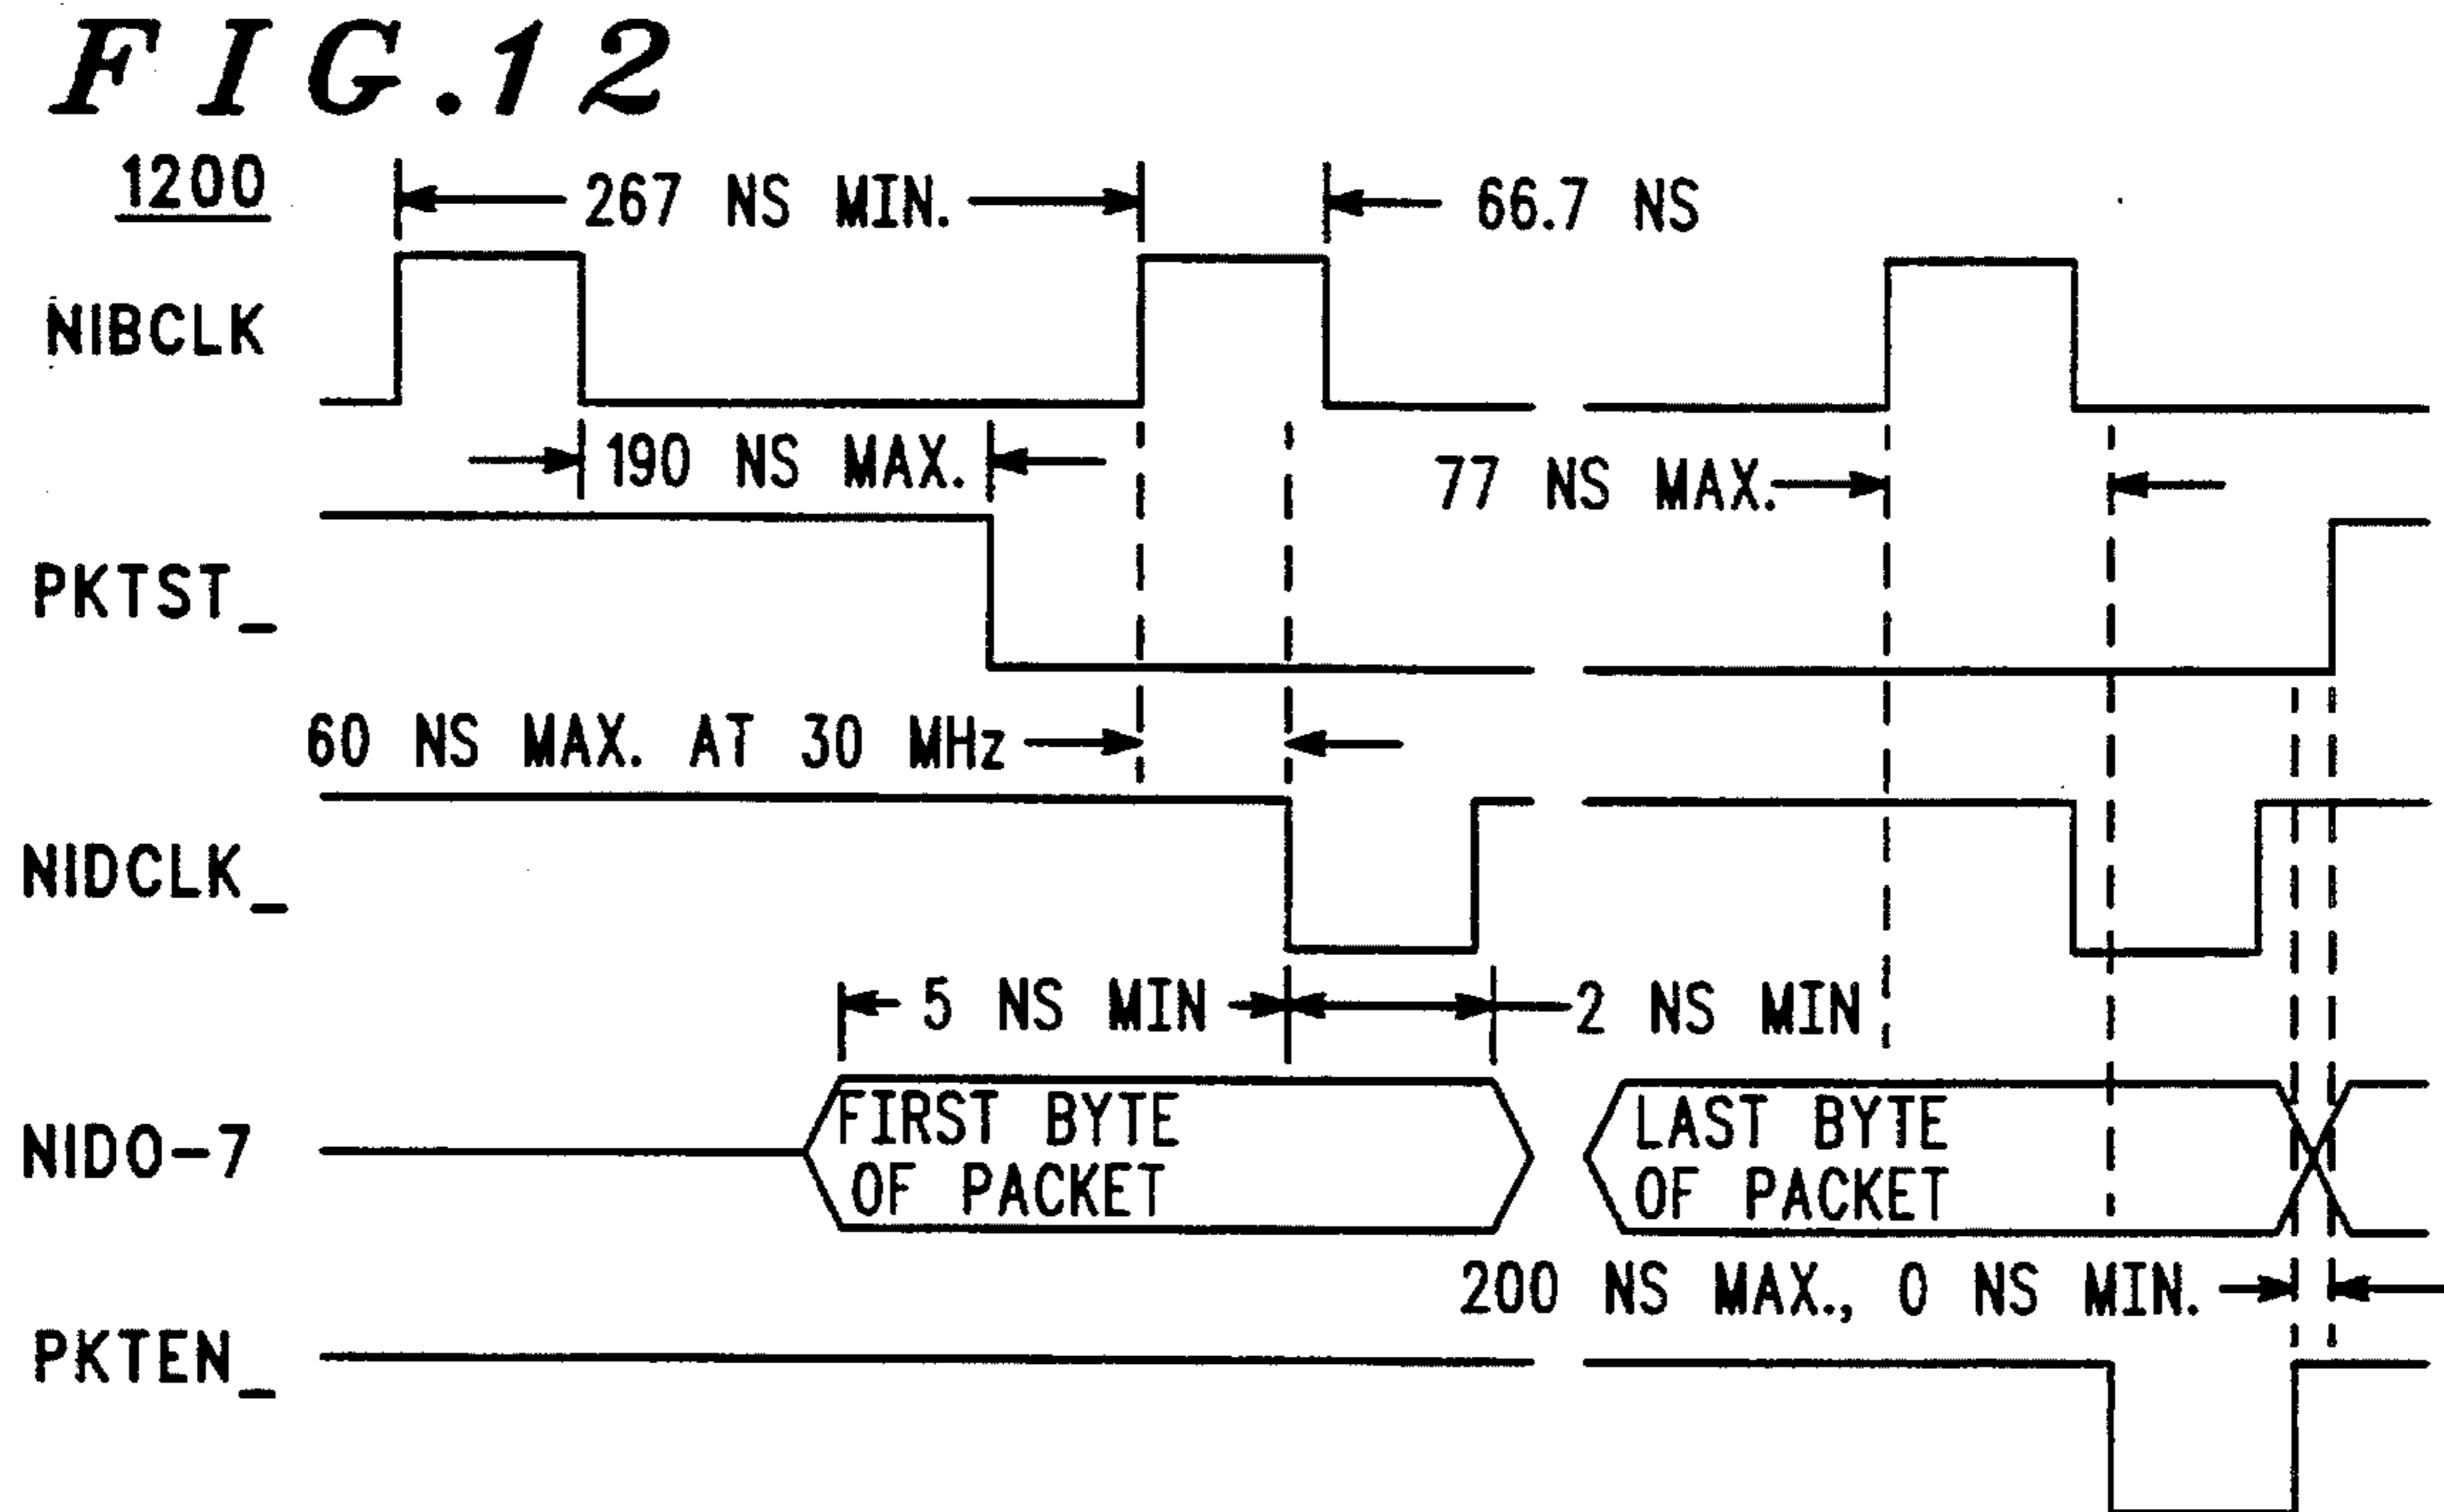 FIG.12
1200
267 NS MIN.
66.7 NS
NIBCLK
190 NS MAX.
77 NS MAX.
PKTST_
60 NS MAX. AT 30 MHz
NIDCLK_
5 NS MIN
2 NS MIN
NIDO-7
FIRST BYTE
OF PACKET
LAST BYTE
OF PACKET
200 NS MAX., 0 NS MIN.
PKTEN_